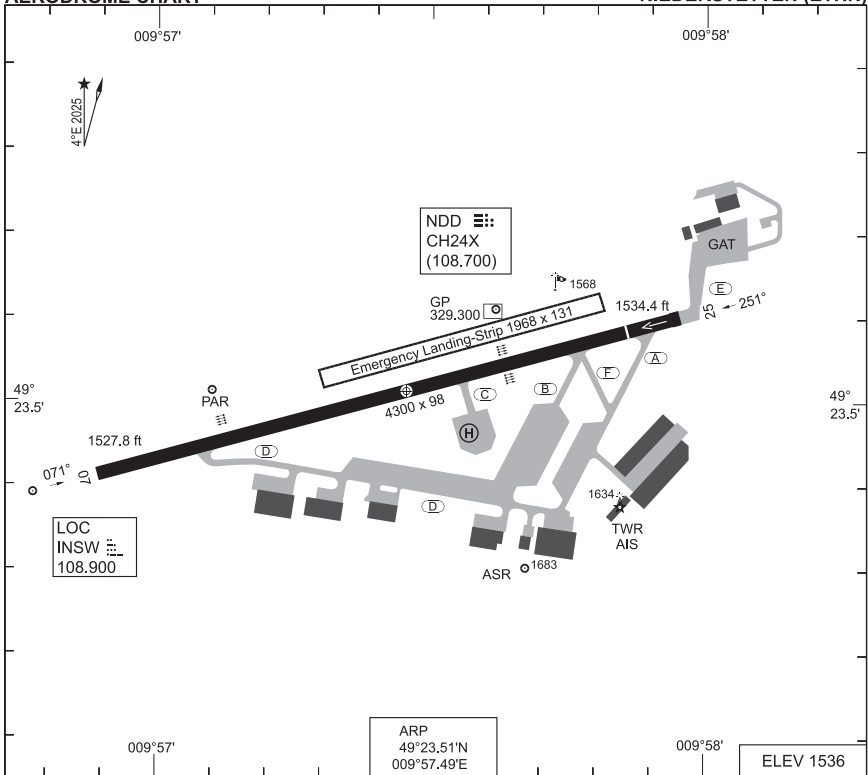 009°57'
009°58'
4°E 2025
NDD
CH24X
(108.700)
GAT
1568
GP
329.300
E
1534.4 ft
25
251°
Emergency Landing-Strip 1968 x 131
A
F
B
C
PAR
4300 x 98
49°
23.5'
49°
23.5'
H
1527.8 ft
D
071°
07
D
1634
TWR
AIS
LOC
INSW
108.900
ASR
1683
ARP
49°23.51'N
009°57.49'E
009°57'
009°58'
ELEV 1536